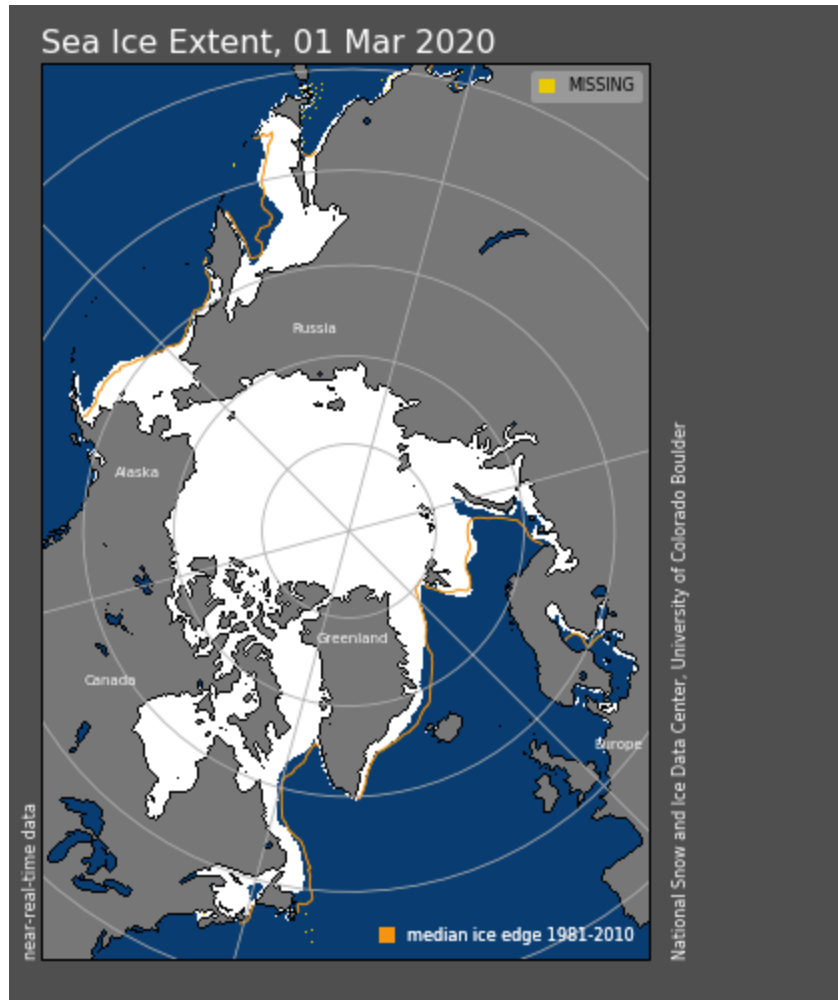 Sea Ice Extent, 01 Mar 2020
MISSING
Russia
Alaska
Greenland
Canada
Europe
median ice edge 1981-2010
near-real-time data
National Snow and Ice Data Center, University of Colorado Boulder